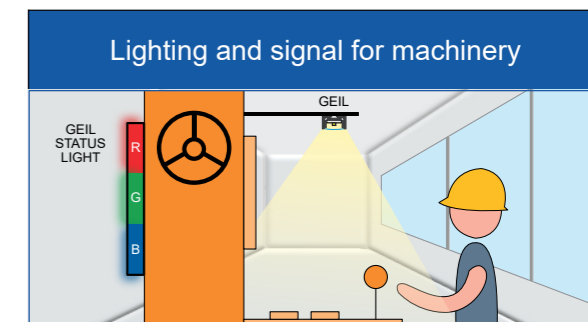 Lighting and signal for machinery
GEIL
GEIL
STATUS
LIGHT
R
G
B